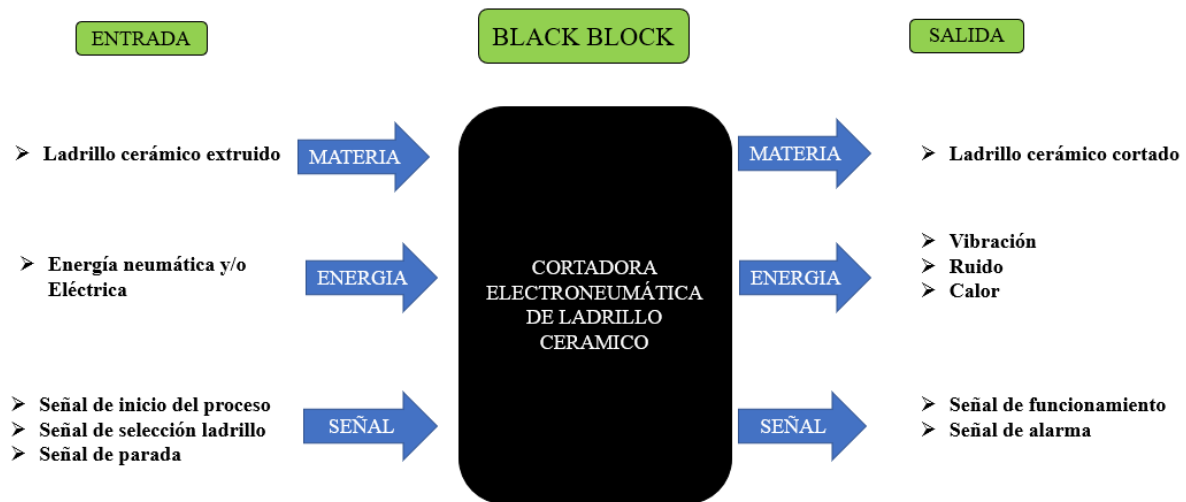 ENTRADA
BLACK BLOCK
SALIDA
➤ Ladrillo cerámico extruido
MATERIA
MATERIA
➤ Ladrillo cerámico cortado
➤ Energía neumática y/o
Eléctrica
ENERGIA
CORTADORA
ELECTRONEUMÁTICA
DE LADRILLO
CERAMICO
ENERGIA
➤ Vibración
➤ Ruido
➤ Calor
➤ Señal de inicio del proceso
➤ Señal de selección ladrillo
➤ Señal de parada
SEÑAL
SEÑAL
➤ Señal de funcionamiento
➤ Señal de alarma